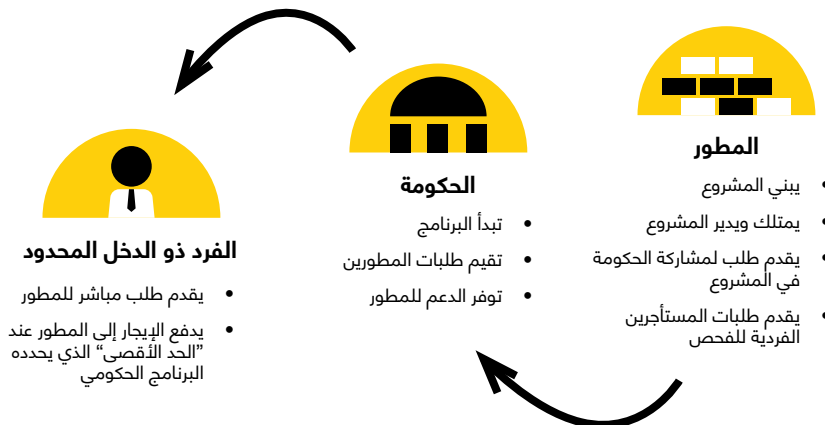 المطور
• يبني المشروع
• يمتلك ويدير المشروع
• يقدم طلب لمشاركة الحكومة
في المشروع
• يقدم طلبات المستأجرين
الفردية للفحص
الحكومة
• تبدأ البرنامج
• تقيم طلبات المطورين
• توفر الدعم للمطور
الفرد ذو الدخل المحدود
• يقدم طلب مباشر للمطور
• يدفع الإيجار إلى المطور عند
”الحد الأقصى“ الذي يحدده
البرنامج الحكومي